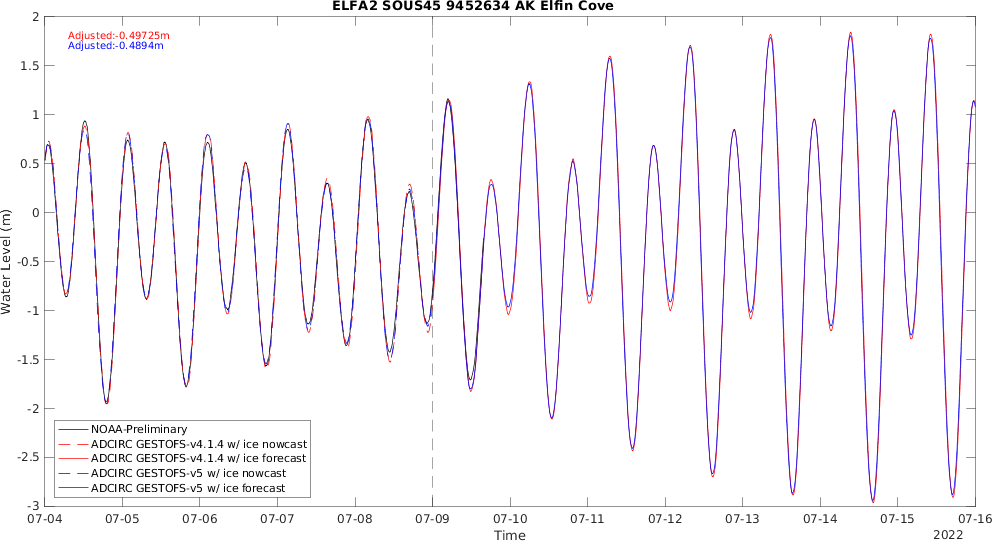 ELFA2 SOUS45 9452634 AK Elfin Cove
Adjusted:-0.49725m
Adjusted:-0.4894m
2
1.5
1
0.5
0
-0.5
-1
-1.5
-2
-2.5
-3
Water Level (m)
NOAA-Preliminary
ADCIRC GESTOFS-v4.1.4 w/ ice nowcast
ADCIRC GESTOFS-v4.1.4 w/ ice forecast
ADCIRC GESTOFS-v5 w/ ice nowcast
ADCIRC GESTOFS-v5 w/ ice forecast
07-04 07-05 07-06 07-07 07-08 07-09 07-10 07-11 07-12 07-13 07-14 07-15 07-16
Time
2022